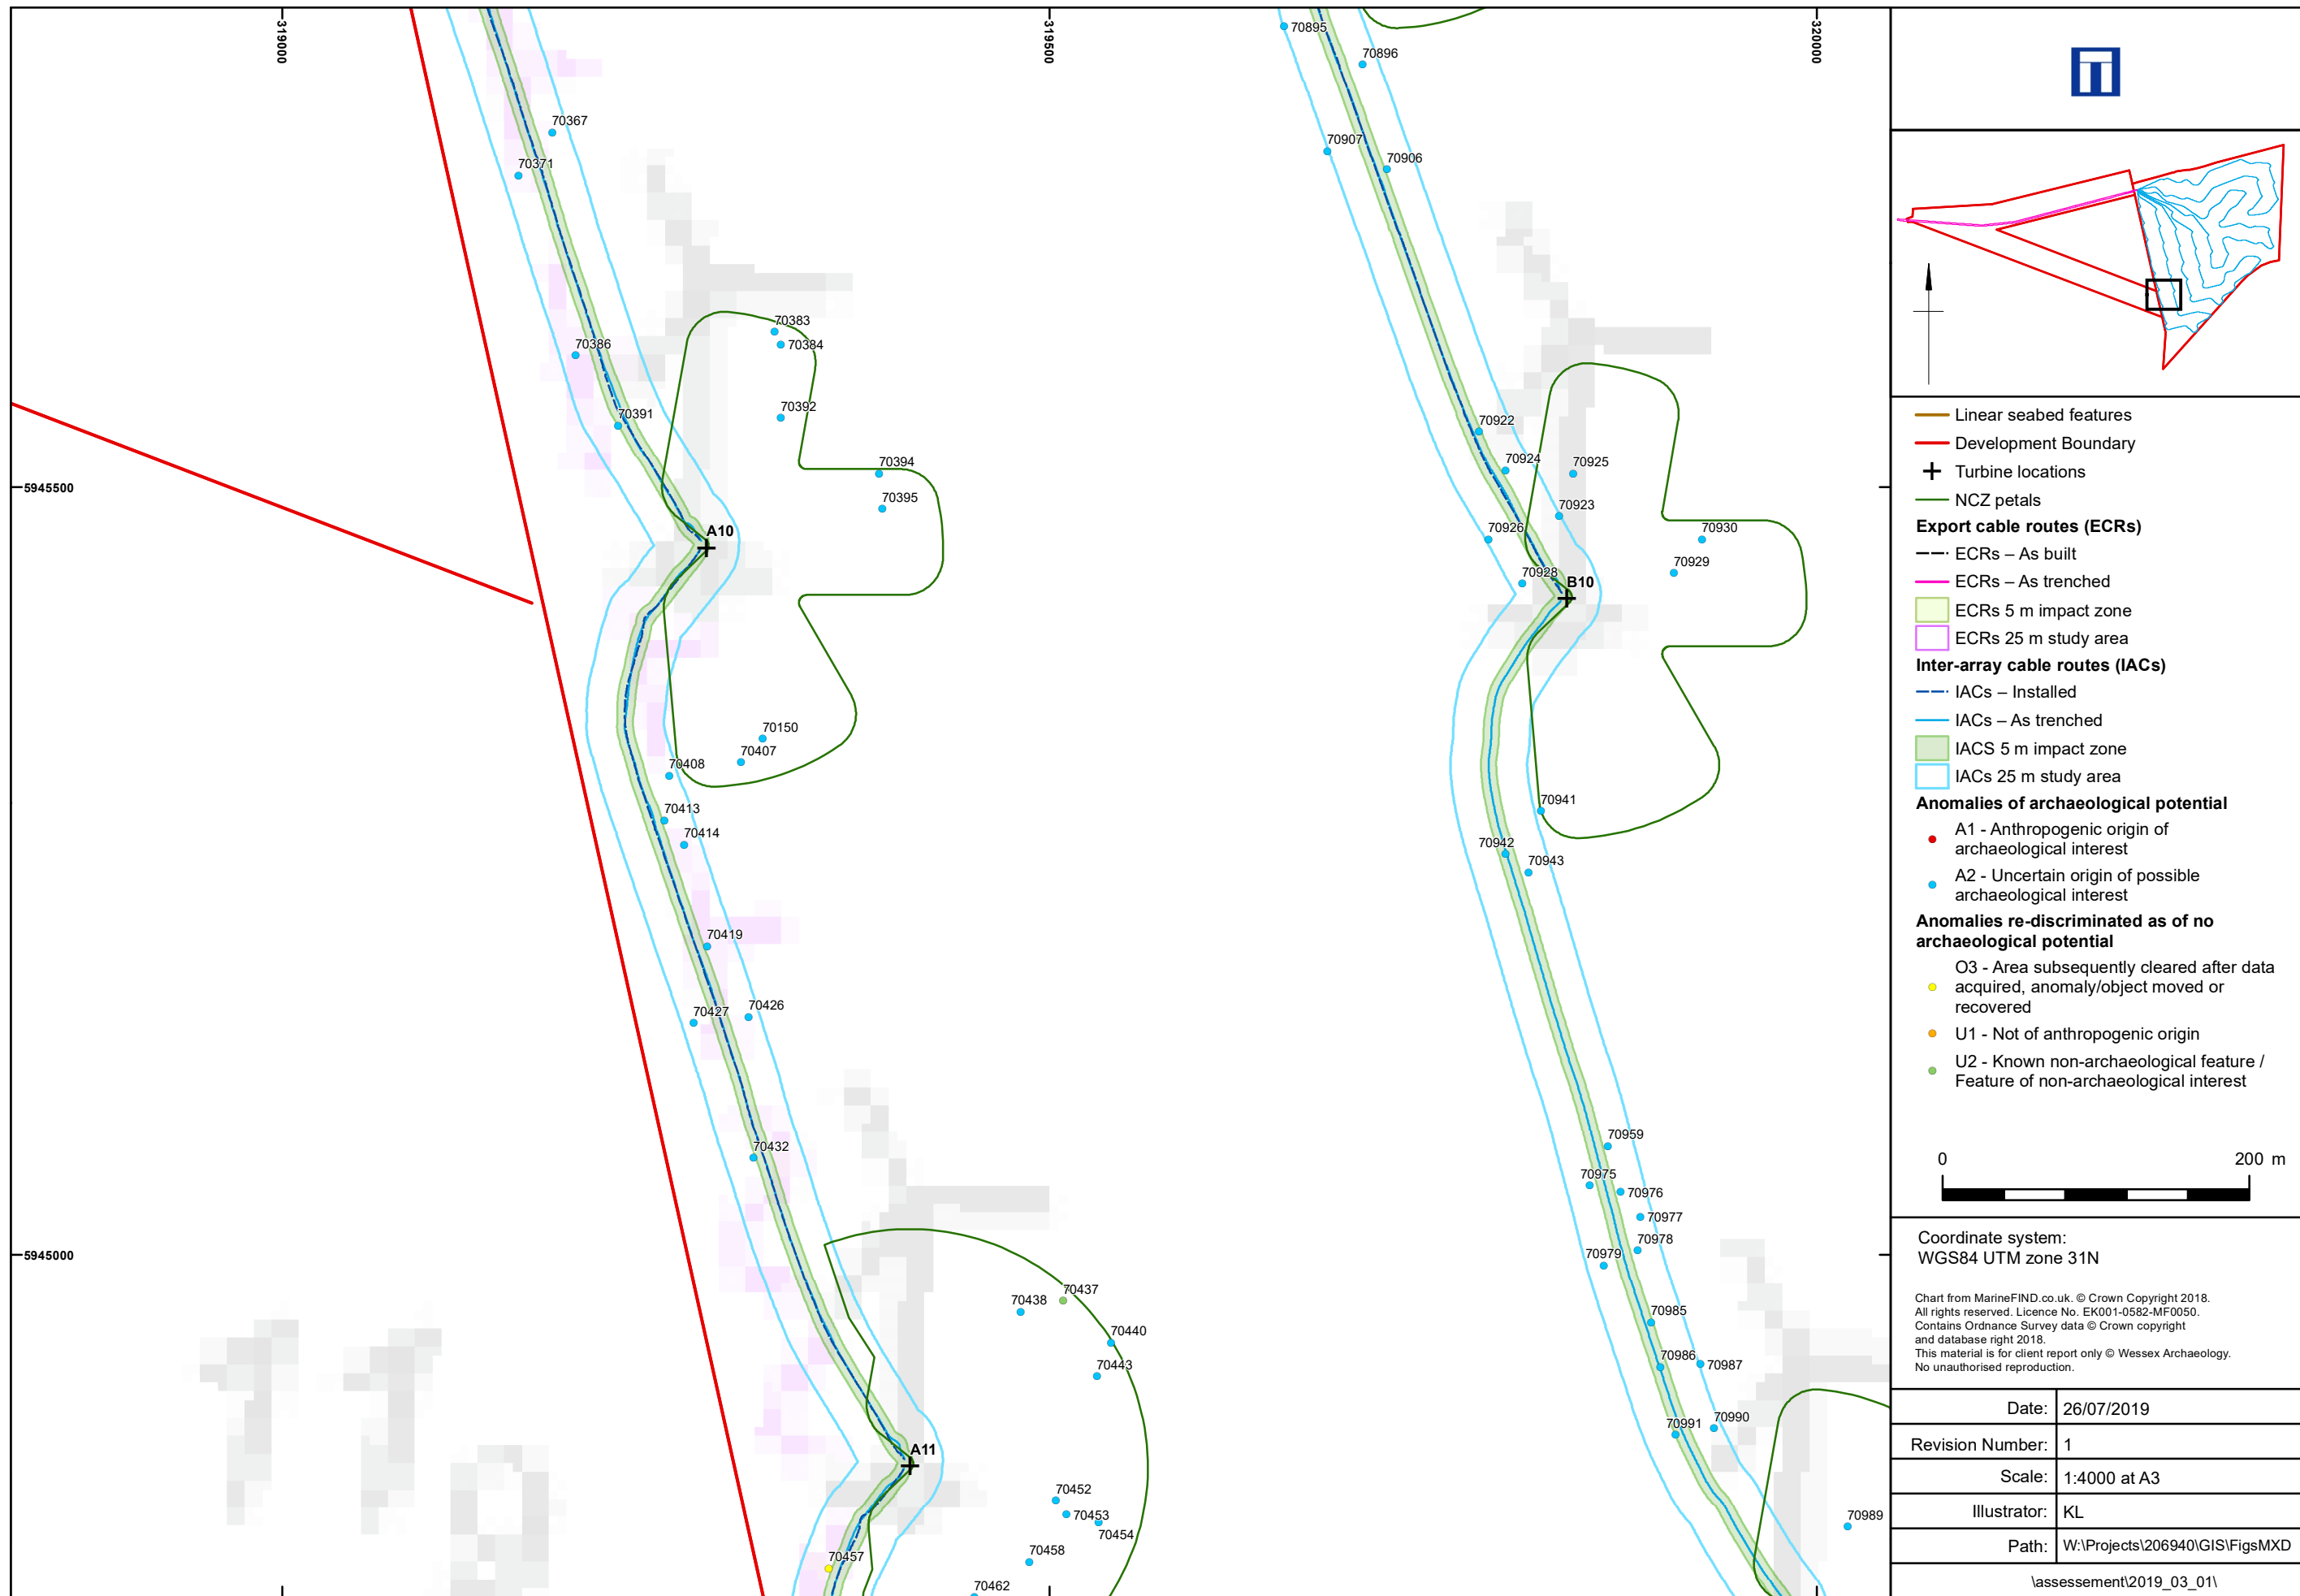 319000
319500
320000
70895
70896
70367
70907
70906
70371
70383
70384
70386
70392
70391
70922
70394
70924
70925
5945500
70395
70923
A10
70926
70930
70929
70928
B10
70150
70407
70408
70413
70414
70941
70942
70943
70419
70426
70427
70432
70959
70975
70976
70977
70978
70979
5945000
70437
70438
70440
70443
70985
70986
70987
70990
70991
A11
70452
70453
70454
70989
70457
70458
70462
110
Linear seabed features
Development Boundary
Turbine locations
NCZ petals
Export cable routes (ECRs)
ECRs – As built
ECRs – As trenched
ECRs 5 m impact zone
ECRs 25 m study area
Inter-array cable routes (IACs)
IACs – Installed
IACs – As trenched
IACS 5 m impact zone
IACs 25 m study area
Anomalies of archaeological potential
A1 - Anthropogenic origin of
archaeological interest
A2 - Uncertain origin of possible
archaeological interest
Anomalies re-discriminated as of no
archaeological potential
O3 - Area subsequently cleared after data
acquired, anomaly/object moved or
recovered
U1 - Not of anthropogenic origin
U2 - Known non-archaeological feature /
Feature of non-archaeological interest
0 200 m
Coordinate system:
WGS84 UTM zone 31N
Chart from MarineFIND.co.uk. © Crown Copyright 2018.
All rights reserved. Licence No. EK001-0582-MF0050.
Contains Ordnance Survey data © Crown copyright
and database right 2018.
This material is for client report only © Wessex Archaeology.
No unauthorised reproduction.
Date: 26/07/2019
Revision Number: 1
Scale: 1:4000 at A3
Illustrator: KL
Path: W:\Projects\206940\GIS\FigsMXD
\assessement\2019_03_01\